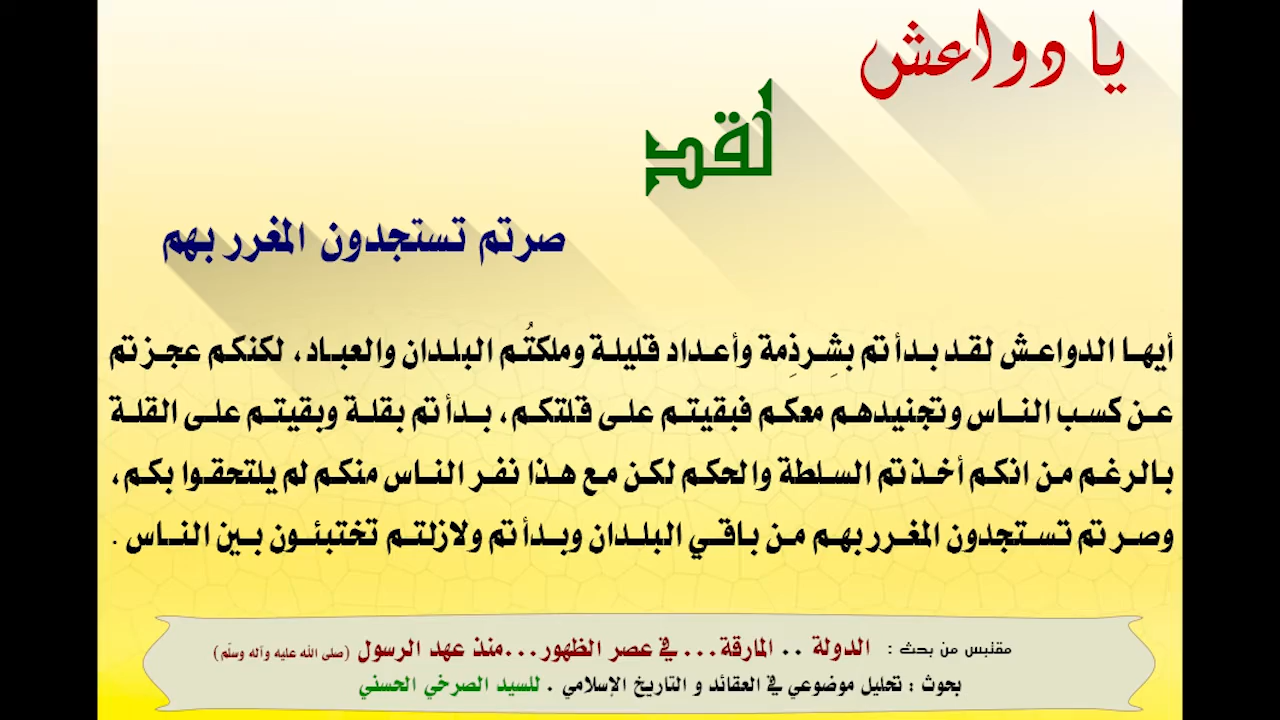 يا دواعش
لقد
صرتم تستجدون المغرر بهم
أيها الدواعش لقد بدأتم بشِرذِمة وأعداد قليلة وملكتُم البلدان والعباد، لكنكم عجزتم
عن كسب الناس وتجنيدهم معكم فبقيتم على قلتكم، بدأتم بقلة وبقيتم على القلة
بالرغم من انكم أخذتم السلطة والحكم لكن مع هذا نفر الناس منكم لم يلتحقوا بكم،
وصرتم تستجدون المغرر بهم من باقي البلدان وبدأتم ولازلتم تختبئون بين الناس .
مقتبس من بحث : الدولة .. المارقة...في عصر الظهور...منذ عهد الرسول (صلى الله عليه وآله وسلّم)
بحوث : تحليل موضوعي في العقائد و التاريخ الإسلامي . للسيد الصرخي الحسني